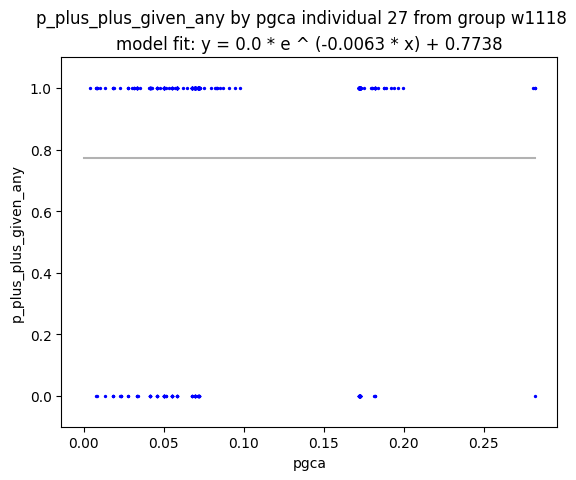 p_plus_plus_given_any by pgca individual 27 from group w1118
model fit: y = 0.0 * e ^ (-0.0063 * x) + 0.7738
1.0
0.8
0.6
0.4
0.2
0.0
p_plus_plus_given_any
0.00 0.05 0.10 0.15 0.20 0.25
pgca